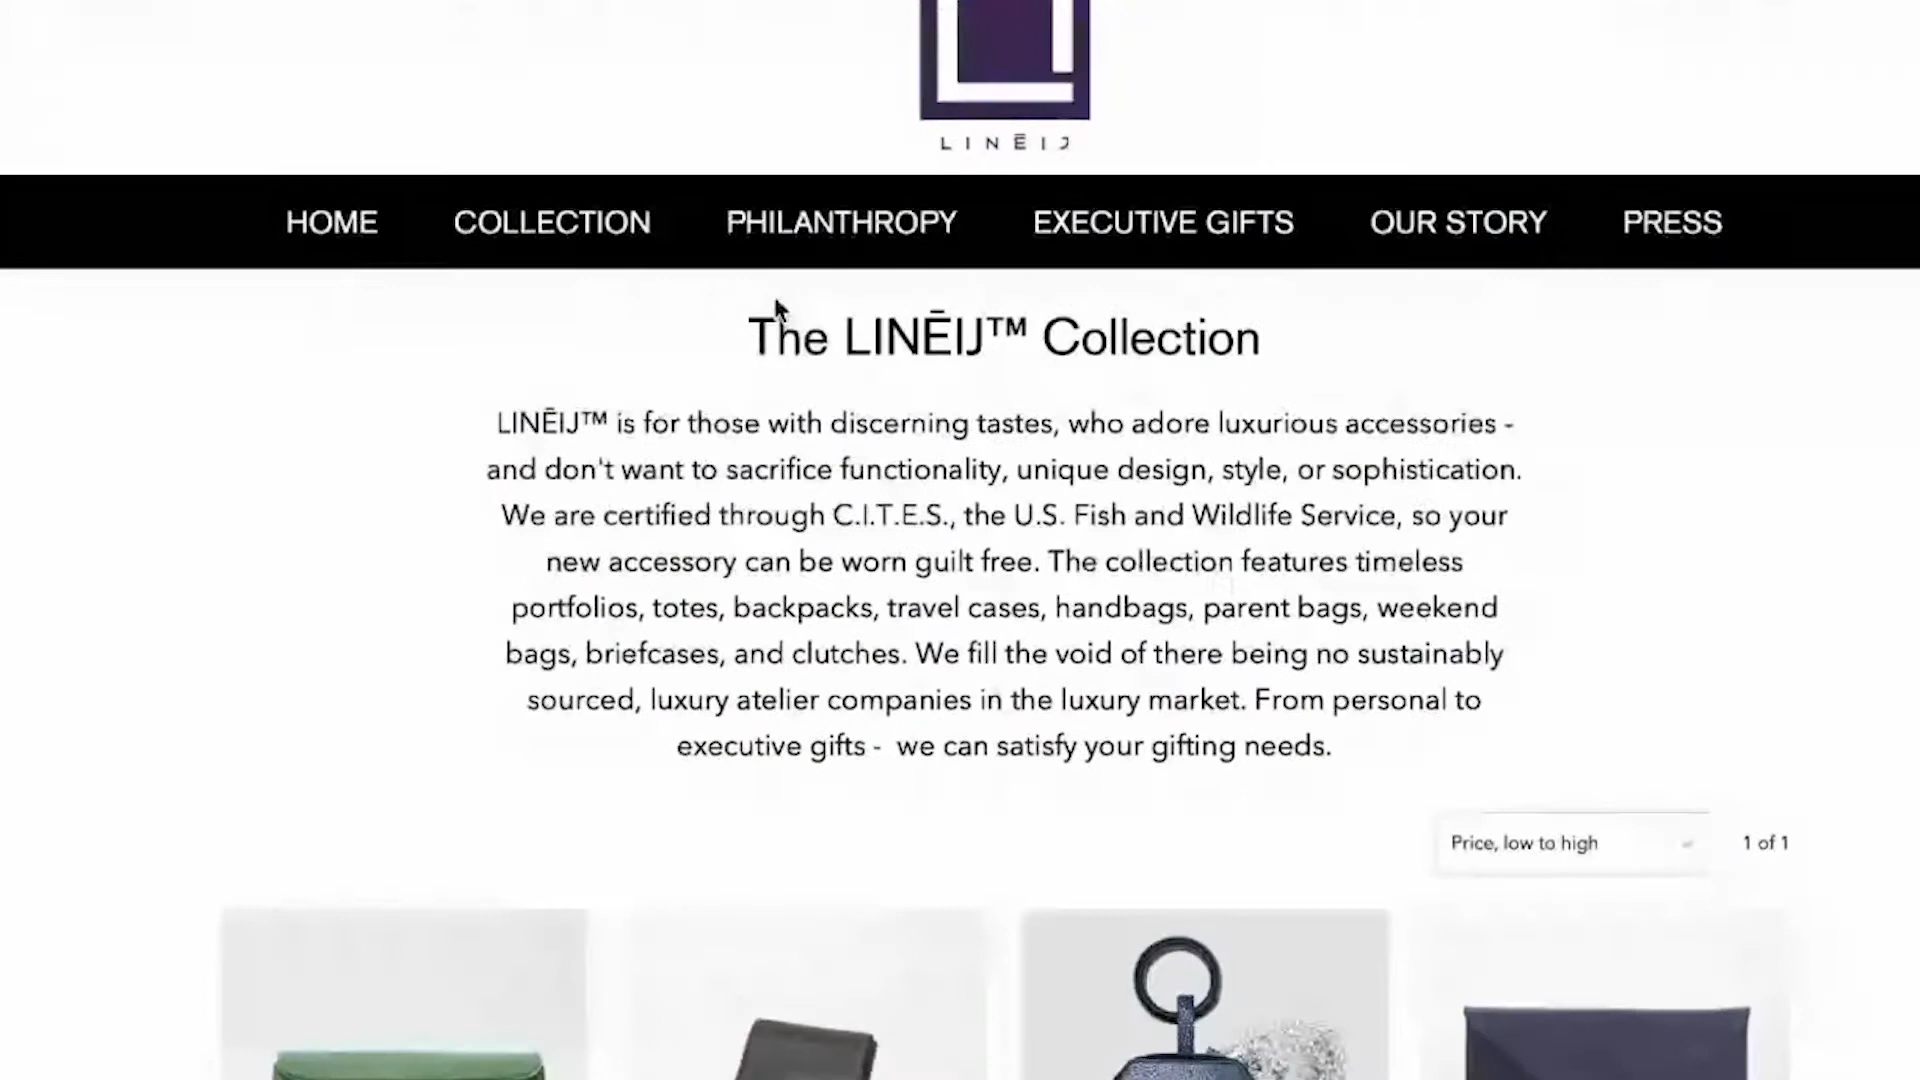 LINĒIJ
HOME COLLECTION PHILANTHROPY EXECUTIVE GIFTS OUR STORY PRESS
The LINĒIJ™ Collection
LINĒIJ™ is for those with discerning tastes, who adore luxurious accessories -
and don't want to sacrifice functionality, unique design, style, or sophistication.
We are certified through C.I.T.E.S., the U.S. Fish and Wildlife Service, so your
new accessory can be worn guilt free. The collection features timeless
portfolios, totes, backpacks, travel cases, handbags, parent bags, weekend
bags, briefcases, and clutches. We fill the void of there being no sustainably
sourced, luxury atelier companies in the luxury market. From personal to
executive gifts - we can satisfy your gifting needs.
Price, low to high 1 of 1